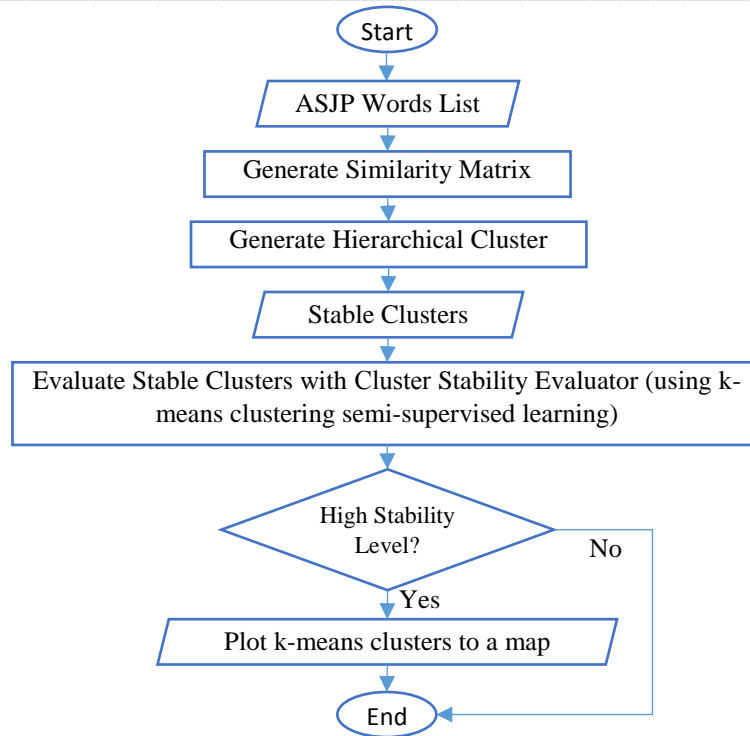 Start
ASJP Words List
Generate Similarity Matrix
Generate Hierarchical Cluster
Stable Clusters
Evaluate Stable Clusters with Cluster Stability Evaluator (using k-
means clustering semi-supervised learning)
High Stability
Level?
No
Yes
Plot k-means clusters to a map
End